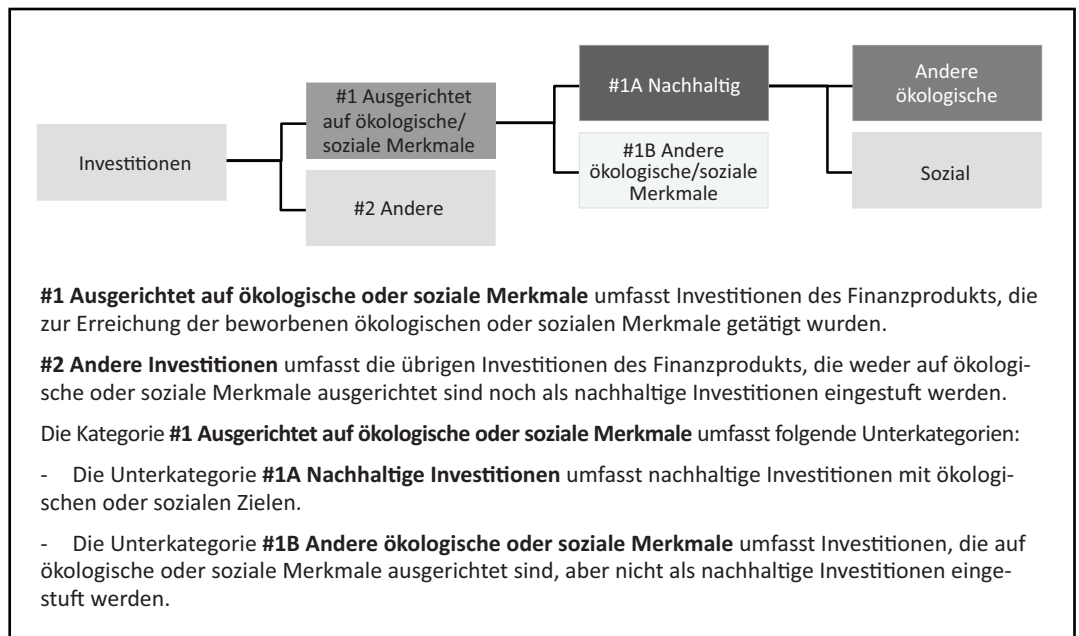 Investitionen
#1 Ausgerichtet
auf ökologische/
soziale Merkmale
#2 Andere
#1A Nachhaltig
#1B Andere
ökologische/soziale
Merkmale
Andere
ökologische
Sozial
#1 Ausgerichtet auf ökologische oder soziale Merkmale umfasst Investitionen des Finanzprodukts, die
zur Erreichung der beworbenen ökologischen oder sozialen Merkmale getätigt wurden.
#2 Andere Investitionen umfasst die übrigen Investitionen des Finanzprodukts, die weder auf ökologi-
sche oder soziale Merkmale ausgerichtet sind noch als nachhaltige Investitionen eingestuft werden.
Die Kategorie #1 Ausgerichtet auf ökologische oder soziale Merkmale umfasst folgende Unterkategorien:
- Die Unterkategorie #1A Nachhaltige Investitionen umfasst nachhaltige Investitionen mit ökologi-
schen oder sozialen Zielen.
- Die Unterkategorie #1B Andere ökologische oder soziale Merkmale umfasst Investitionen, die auf
ökologische oder soziale Merkmale ausgerichtet sind, aber nicht als nachhaltige Investitionen einge-
stuft werden.